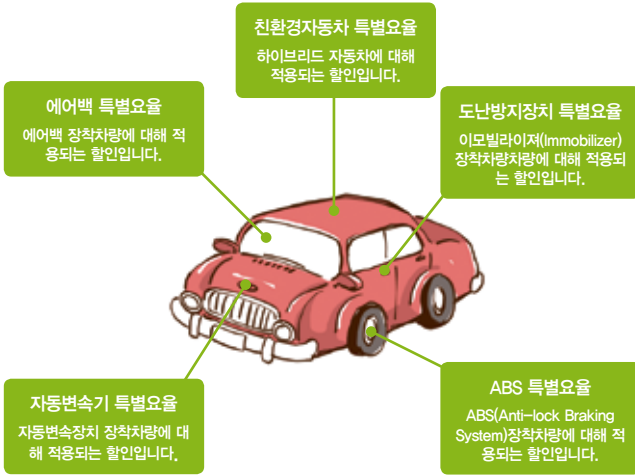 친환경자동차 특별요율
하이브리드 자동차에 대해
적용되는 할인입니다.
에어백 특별요율
에어백 장착차량에 대해 적
용되는 할인입니다.
도난방지장치 특별요율
이모빌라이져(Immobilizer)
장착차량차량에 대해 적용되
는 할인입니다.
자동변속기 특별요율
자동변속장치 장착차량에 대
해 적용되는 할인입니다.
ABS 특별요율
ABS(Anti-lock Braking
System)장착차량에 대해 적
용되는 할인입니다.